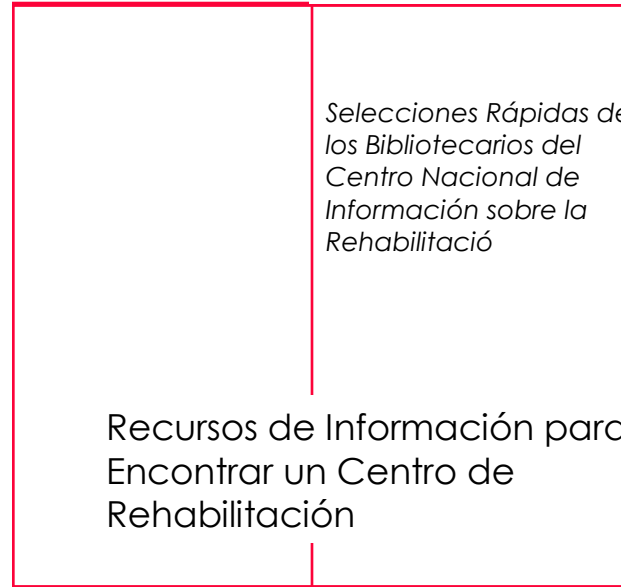 Selecciones Rápidas de
los Bibliotecarios del
Centro Nacional de
Información sobre la
Rehabilitació
Recursos de Información para
Encontrar un Centro de
Rehabilitación